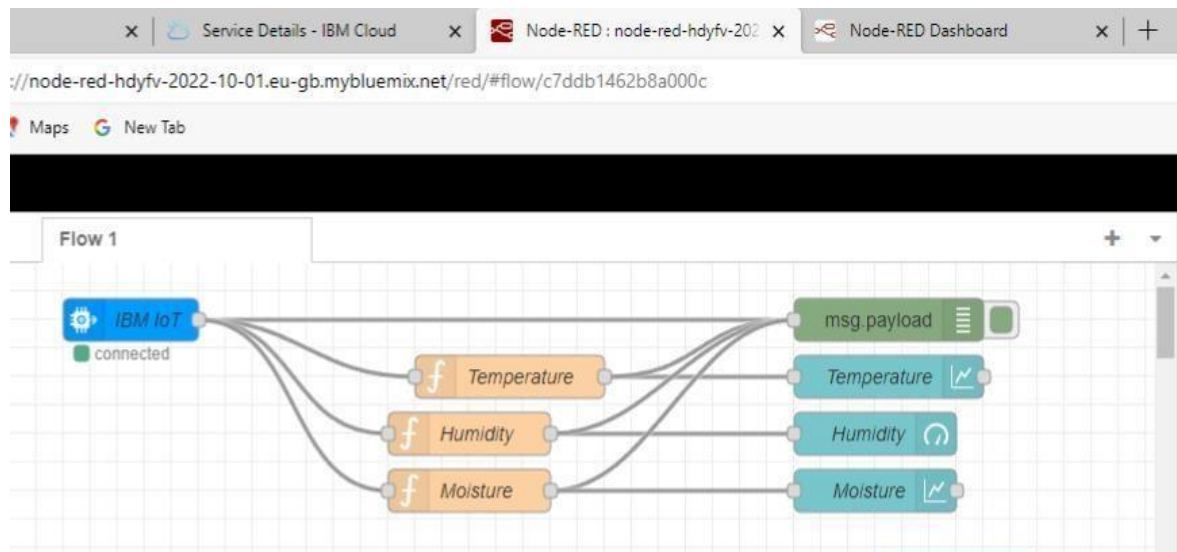 Service Details - IBM Cloud
Node-RED : node-red-hdyfv-202
Node-RED Dashboard
://node-red-hdyfv-2022-10-01.eu-gb.mybluemix.net/red/#flow/c7ddb1462b8a000c
Maps
New Tab
Flow 1
IBM IoT
msg.payload
connected
Temperature
Temperature
Humidity
Humidity
Moisture
Moisture